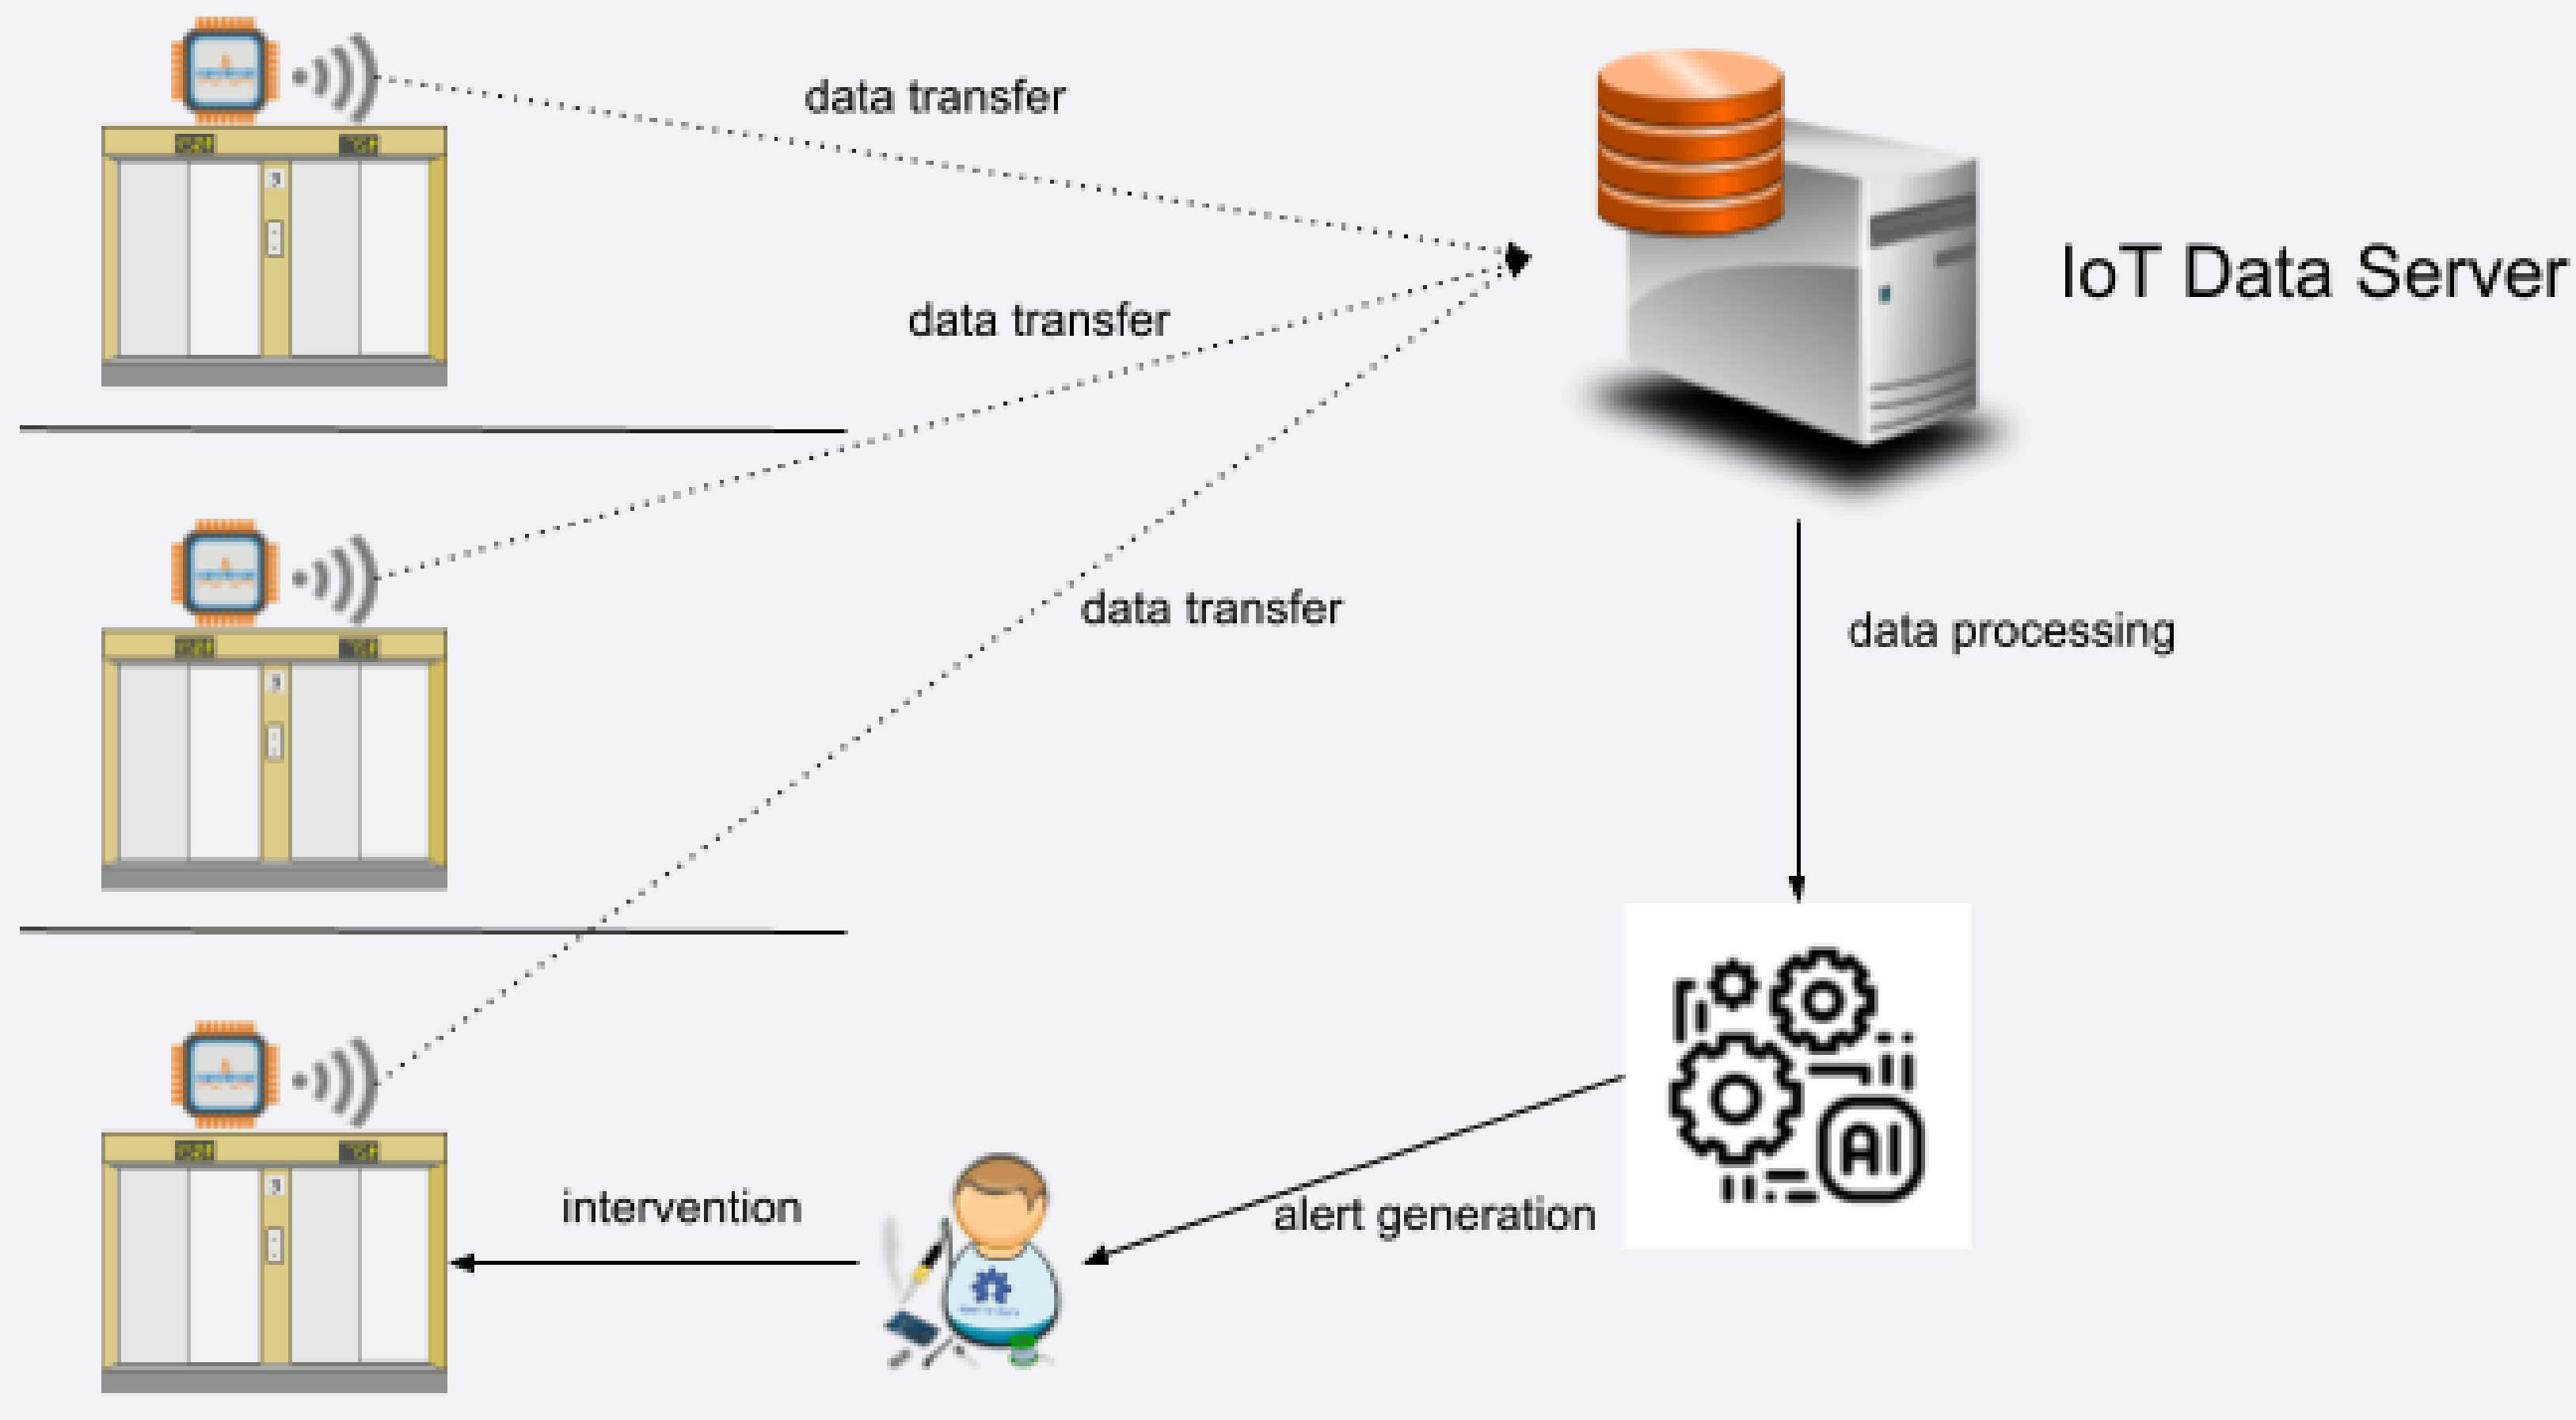 data transfer
IoT Data Server
data transfer
data transfer
data processing
AI
intervention
alert generation